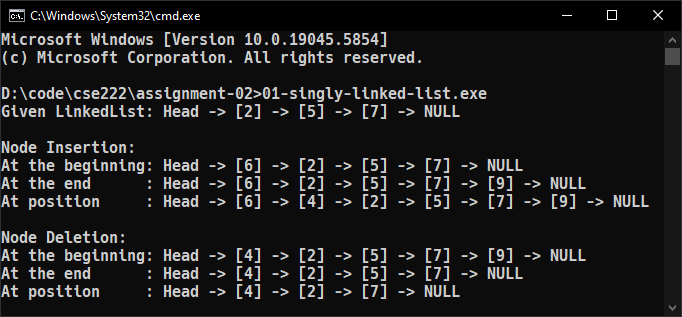 C:\Windows\System32\cmd.exe
Microsoft Windows [Version 10.0.19045.5854]
(c) Microsoft Corporation. All rights reserved.
D:\code\cse222\assignment-02>01-singly-linked-list.exe
Given LinkedList: Head -> [2] -> [5] -> [7] -> NULL
Node Insertion:
At the beginning: Head -> [6] -> [2] -> [5] -> [7] -> NULL
At the end      : Head -> [6] -> [2] -> [5] -> [7] -> [9] -> NULL
At position     : Head -> [6] -> [4] -> [2] -> [5] -> [7] -> [9] -> NULL
Node Deletion:
At the beginning: Head -> [4] -> [2] -> [5] -> [7] -> [9] -> NULL
At the end      : Head -> [4] -> [2] -> [5] -> [7] -> NULL
At position     : Head -> [4] -> [2] -> [7] -> NULL